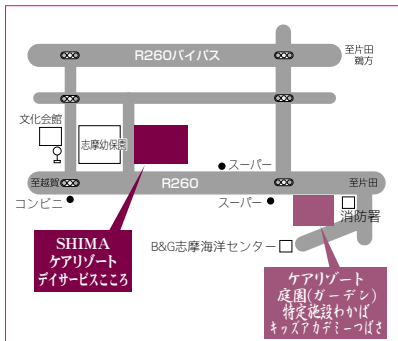 R260バイパス
至片田
鵜方
文化会館
志摩幼保園
スーパー
至越賀
R260
至片田
コンビニ
スーパー
消防署
SHIMA
ケアリゾート
デイサービスこころ
B&G志摩海洋センター
ケアリゾート
庭園(ガーデン)
特定施設わかば
キッズアカデミーつばさ